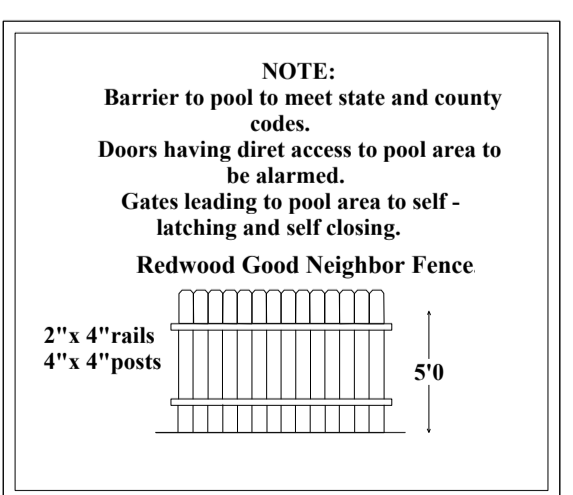 NOTE:
Barrier to pool to meet state and county
codes.
Doors having diret access to pool area to
be alarmed.
Gates leading to pool area to self -
latching and self closing.
Redwood Good Neighbor Fence.
2"x 4"rails
4"x 4"posts
5'0